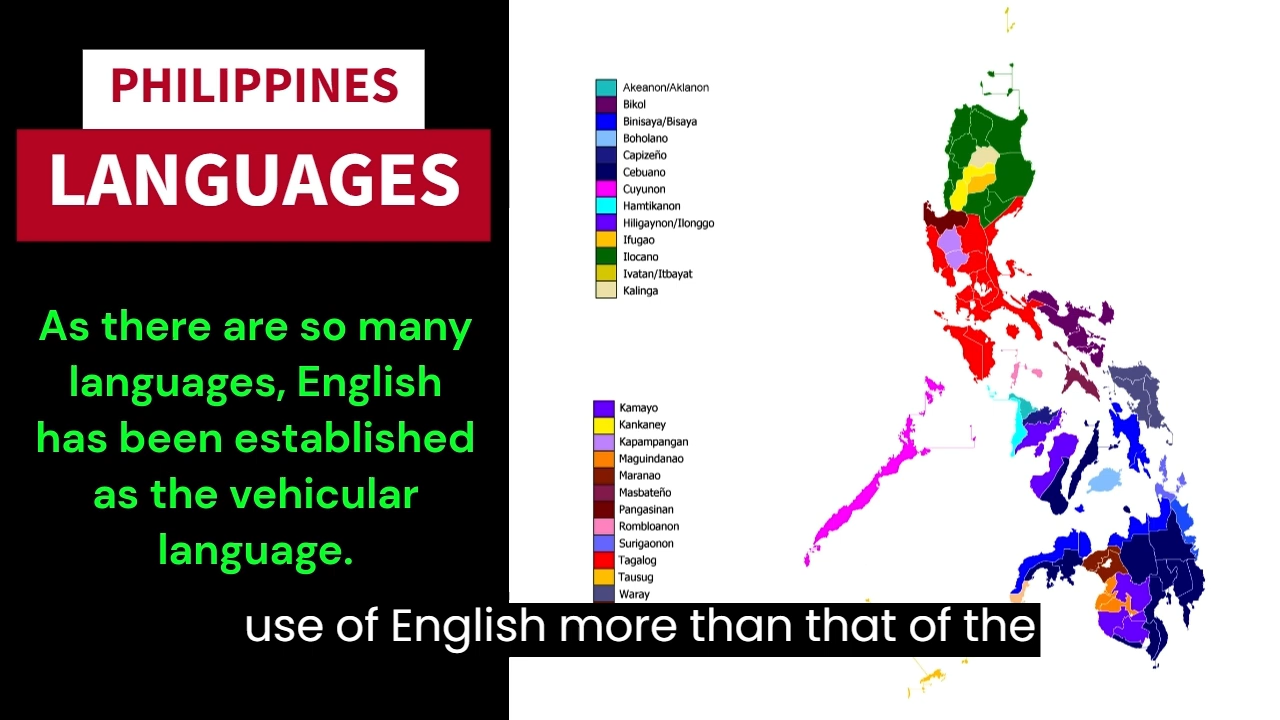 PHILIPPINES
LANGUAGES
As there are so many
languages, English
has been established
as the vehicular
language.
Akeanon/Aklanon
Bikol
Binisaya/Bisaya
Boholano
Capizeño
Cebuano
Cuyunon
Hamtikanon
Hiligaynon/Ilonggo
Ifugao
Ilocano
Ivatan/Itbayat
Kalinga
Kamayo
Kankaney
Kapampangan
Maguindanao
Maranao
Masbateño
Pangasinan
Rombloanon
Surigaonon
Tagalog
Tausug
Waray
use of English more than that of the